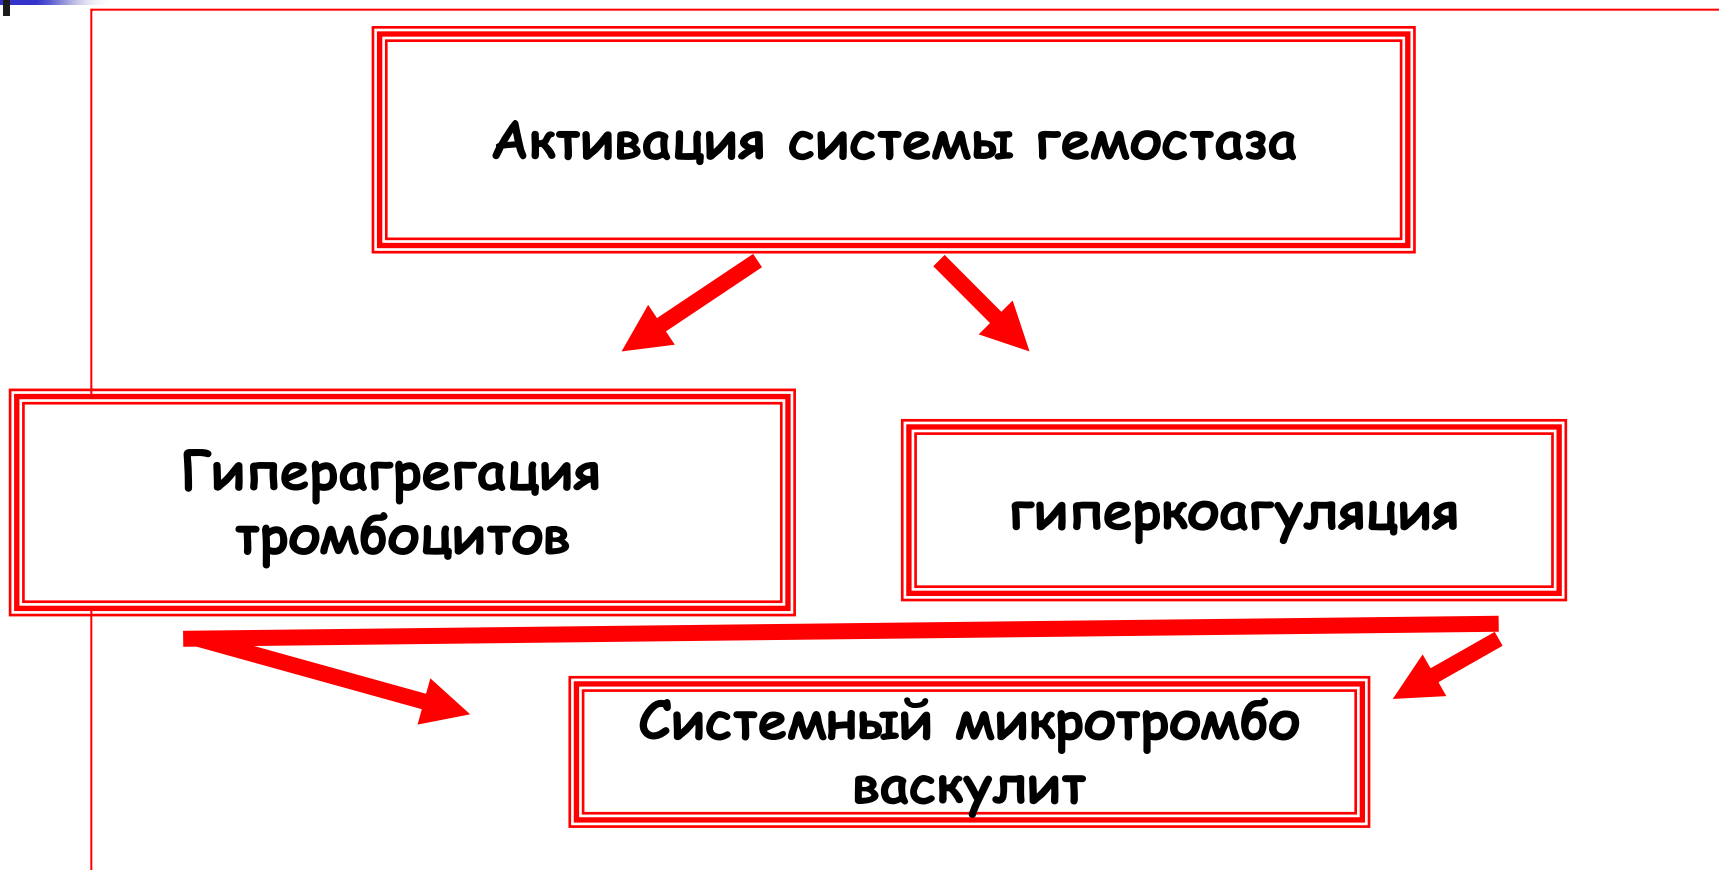 Активация системы гемостаза
Гиперагрегация
тромбоцитов
гиперкоагуляция
Системный микротромбо
васкулит